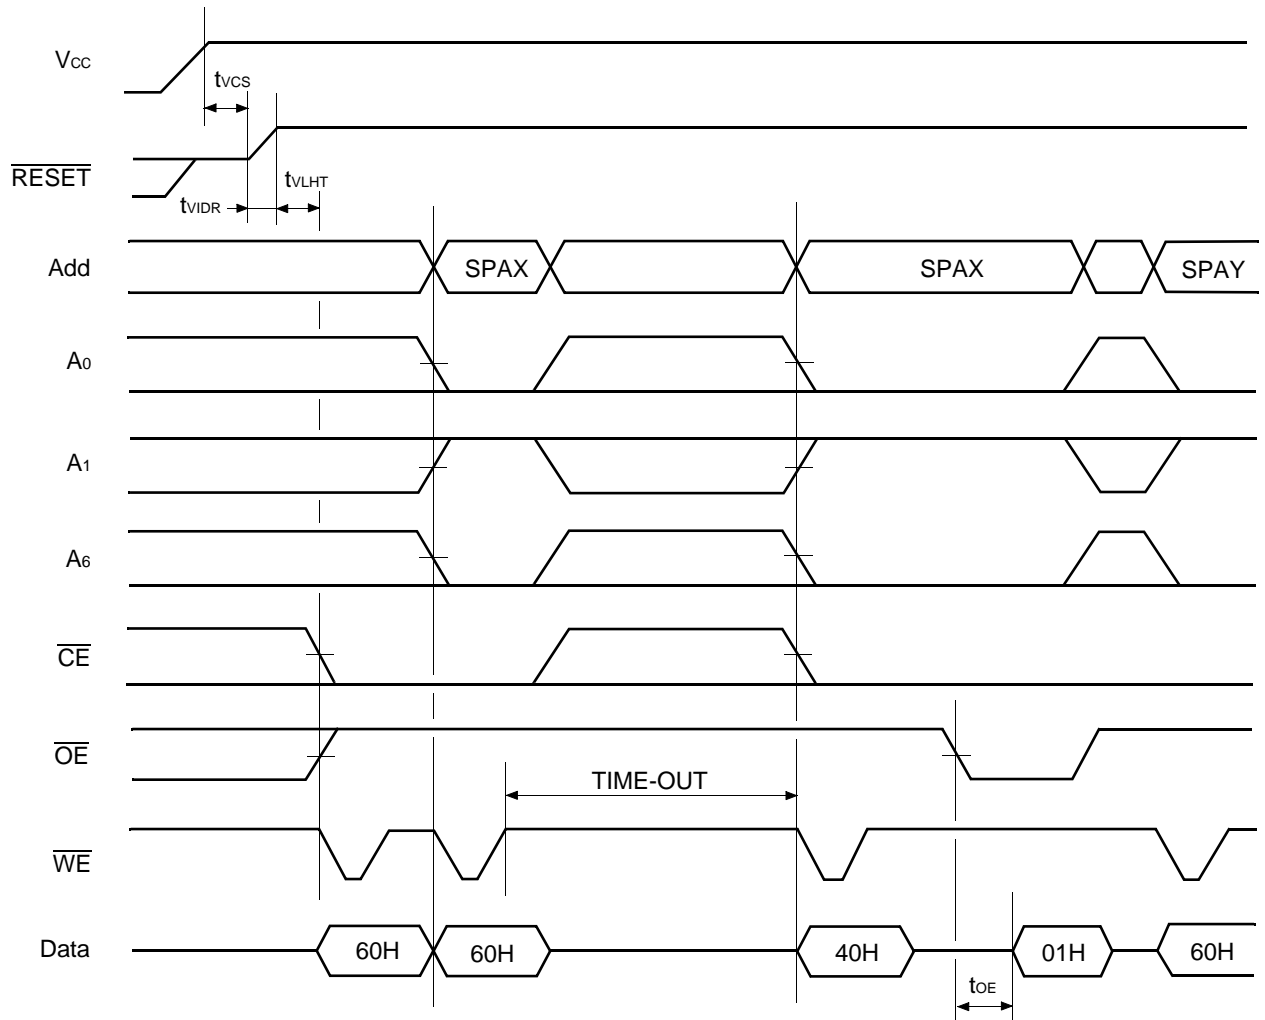 VCC
tVCS
RESET
tVLHT
tVIDR
Add
SPAX
SPAX
SPAY
A0
A1
A6
CE
OE
TIME-OUT
WE
Data
60H
60H
40H
01H
60H
tOE